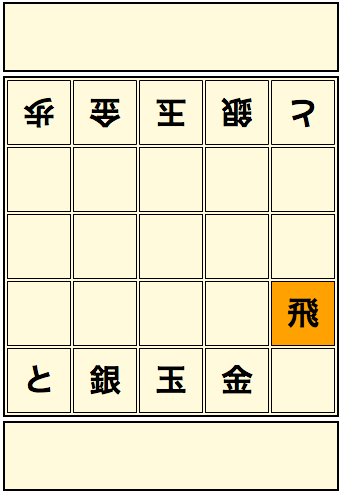 歩 金 王 銀 と
飛
と 銀 玉 金